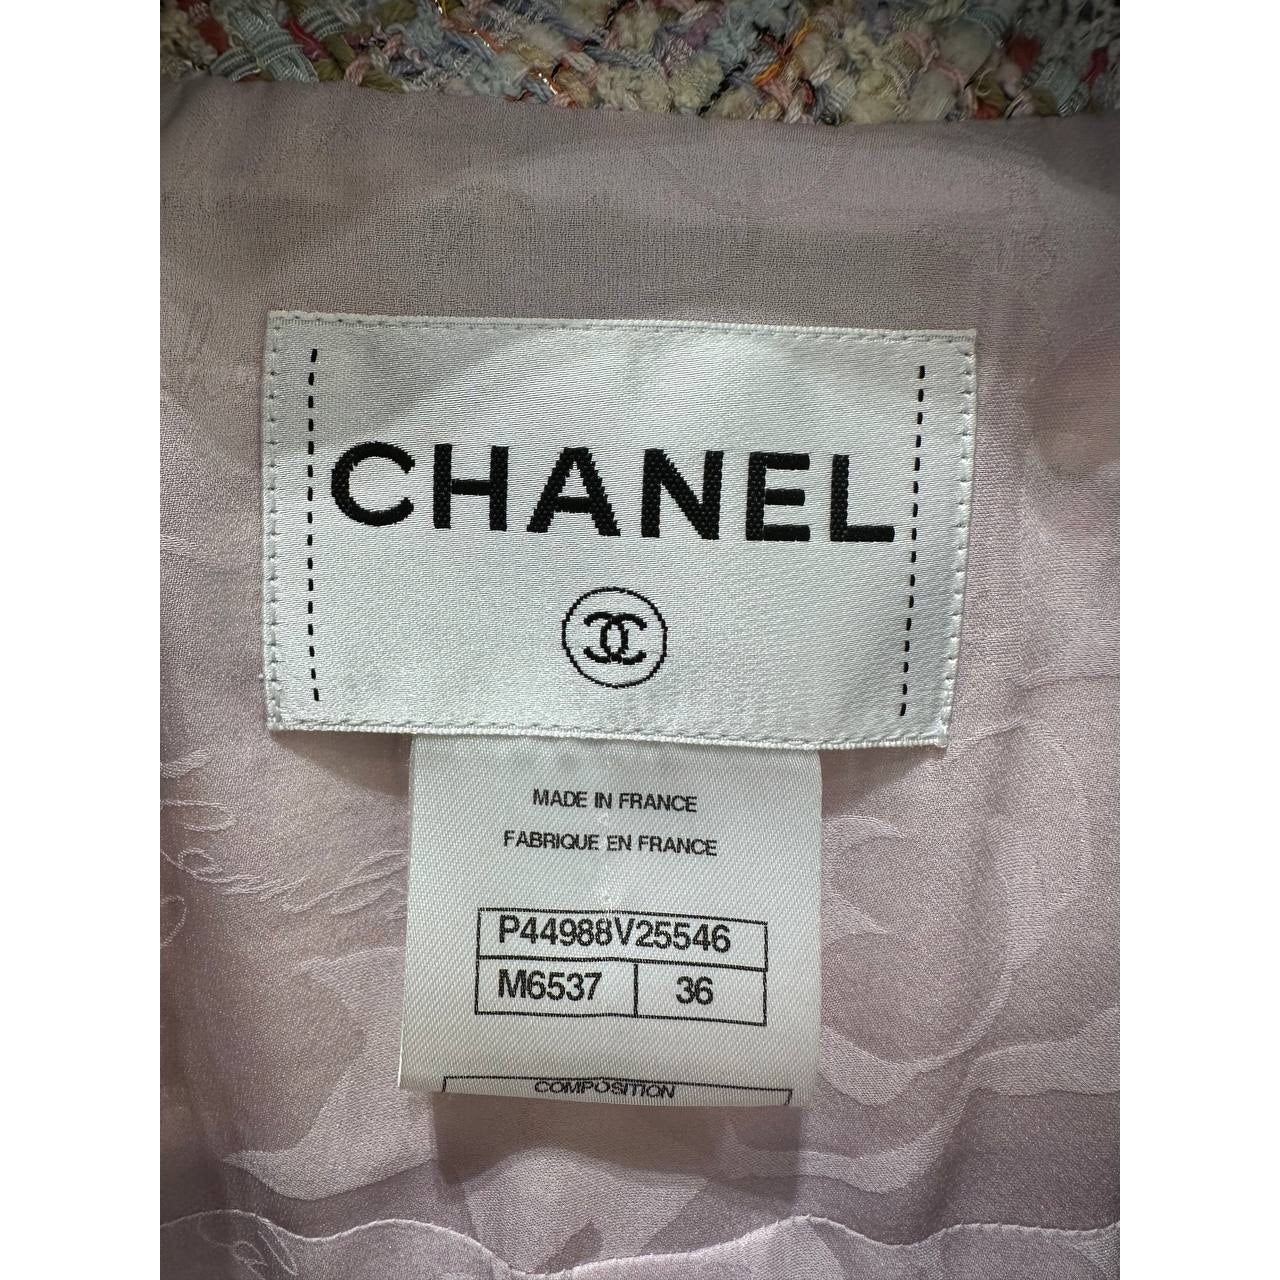 CHANEL
MADE IN FRANCE
FABRIQUE EN FRANCE
P44988V25546
M6537 36
COMPOSITION